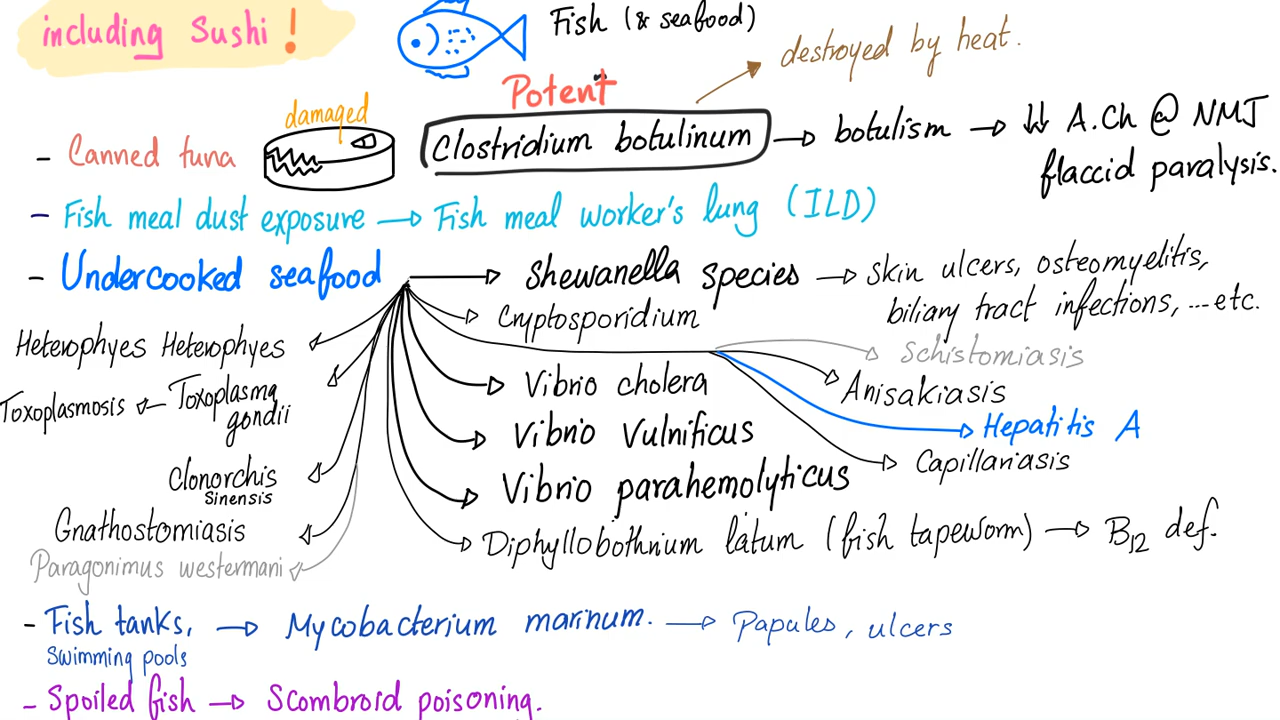 including Sushi !
Fish (& seafood)
destroyed by heat.
Potent
damaged
- Canned tuna
Clostridium botulinum → botulism → ↓↓ A.Ch @ NMJ
flaccid paralysis.
- Fish meal dust exposure → Fish meal worker's lung (ILD)
- Undercooked seafood → Shewanella species → skin ulcers, osteomyelitis,
biliary tract infections, ... etc.
Cryptosporidium
Heterophyes Heterophyes
Schistomiasis
Vibrio cholera
Anisakiasis
Toxoplasma
gondii
Toxoplasmosis
Hepatitis A
Vibrio Vulnificus
Capillariasis
Clonorchis
Sinensis
Vibrio parahemolyticus
Gnathostomiasis
Diphyllobothrium latum (fish tapeworm) → B12 def.
Paragonimus westermani
- Fish tanks, → Mycobacterium marinum. → Papules, ulcers
Swimming pools
- Spoiled fish → Scombroid poisoning.